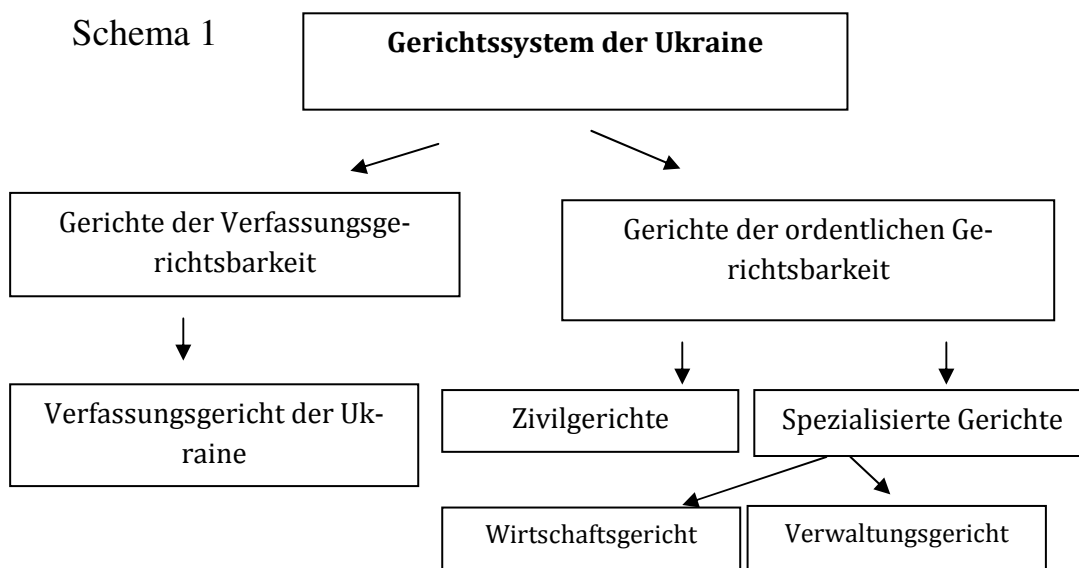 Schema 1
Gerichtssystem der Ukraine
Gerichte der Verfassungsge-
richtsbarkeit
Gerichte der ordentlichen Ge-
richtsbarkeit
Verfassungsgericht der Uk-
raine
Zivilgerichte
Spezialisierte Gerichte
Wirtschaftsgericht
Verwaltungsgericht